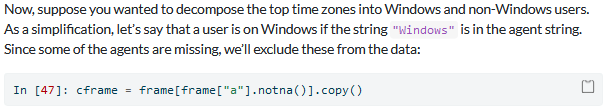 Now, suppose you wanted to decompose the top time zones into Windows and non-Windows users.
As a simplification, let's say that a user is on Windows if the string "Windows" is in the agent string.
Since some of the agents are missing, we'll exclude these from the data:
In [47]: cframe = frame[frame["a"].notna()].copy()